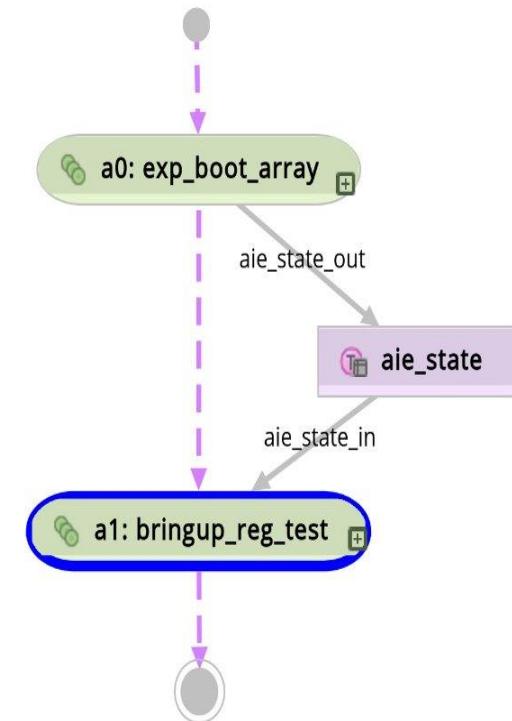 a0: exp_boot_array
aie_state_out
aie_state
aie_state_in
a1: bringup_reg_test